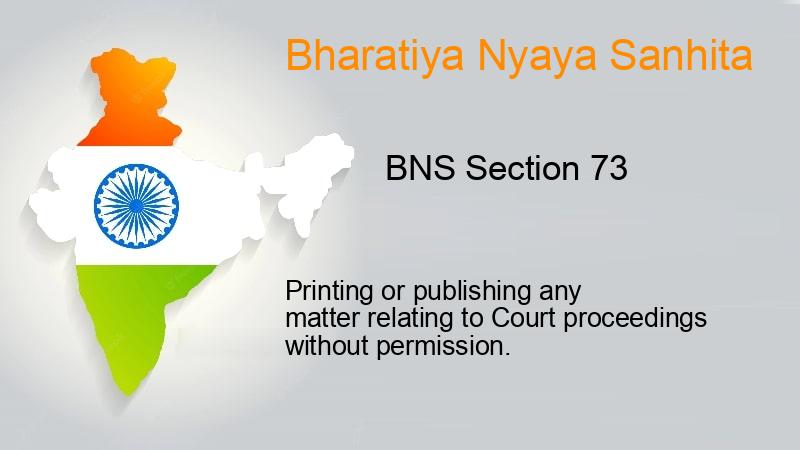 Bharatiya Nyaya Sanhita
BNS Section 73
Printing or publishing any
matter relating to Court proceedings
without permission.